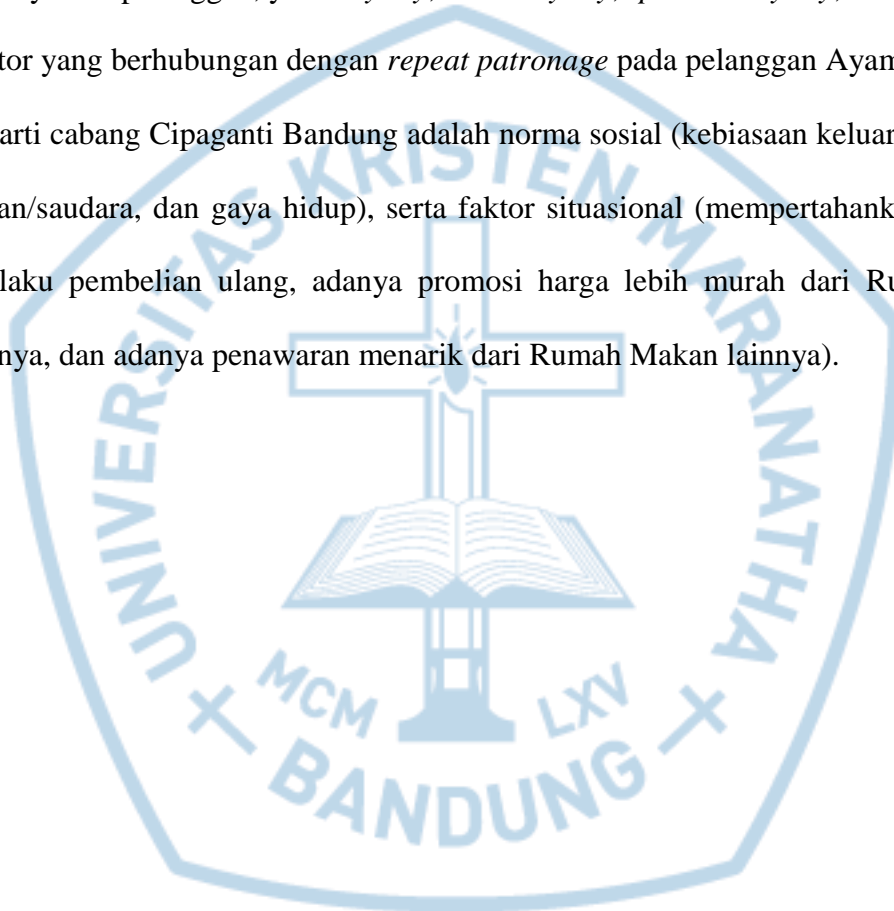 tor yang berhubungan dengan repeat patronage pada pelanggan Ayam
arti cabang Cipaganti Bandung adalah norma sosial (kebiasaan keluar
an/saudara, dan gaya hidup), serta faktor situasional (mempertahank
laku pembelian ulang, adanya promosi harga lebih murah dari Ru
nya, dan adanya penawaran menarik dari Rumah Makan lainnya).
UNIVERSITAS KRISTEN MARANATHA
MCM LXV
BANDUNG